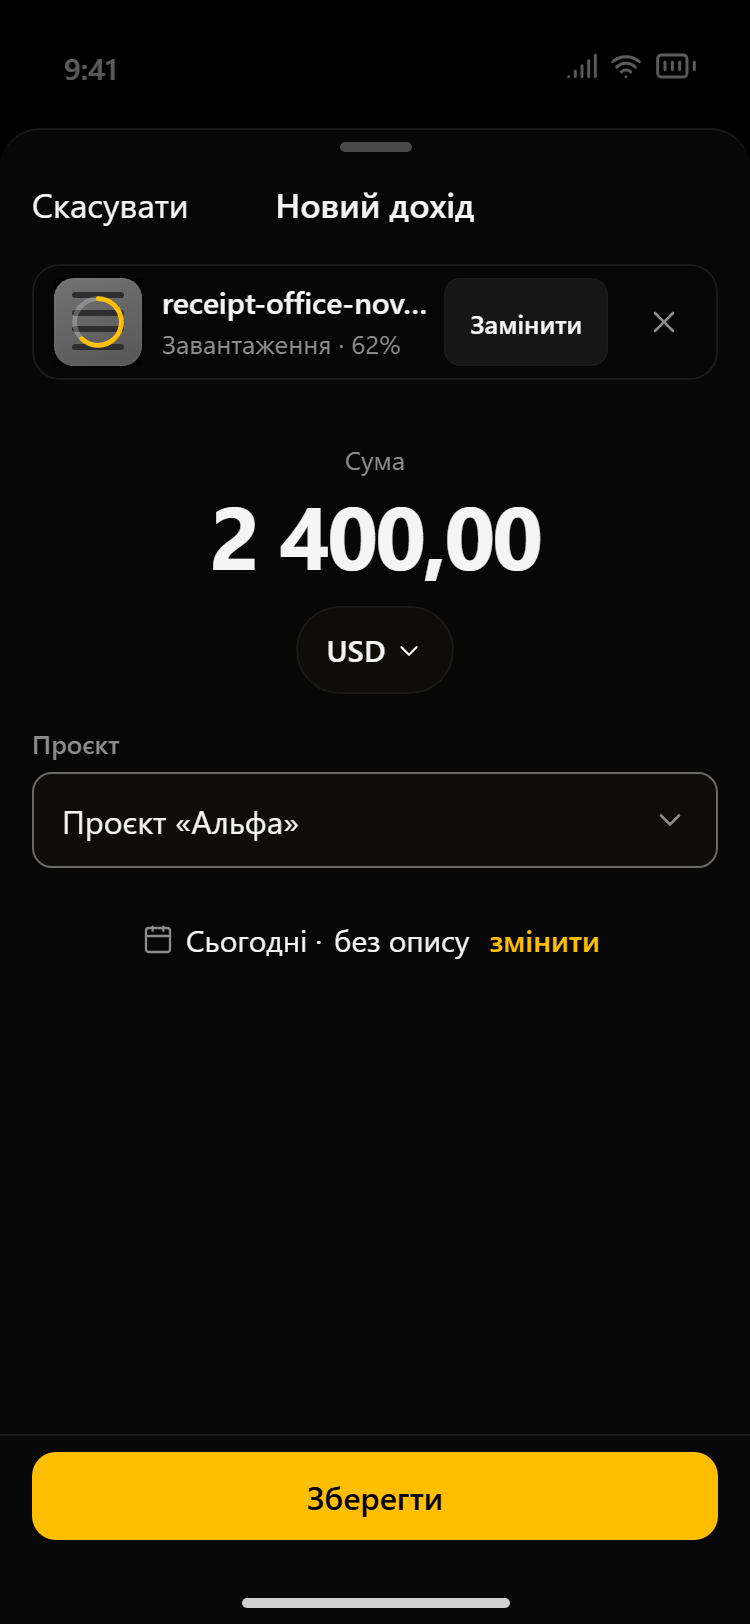 9:41
Скасувати
Новий дохід
receipt-office-nov...
Завантаження · 62%
Замінити
Сума
2 400,00
USD
Проєкт
Проєкт «Альфа»
Сьогодні · без опису змінити
Зберегти